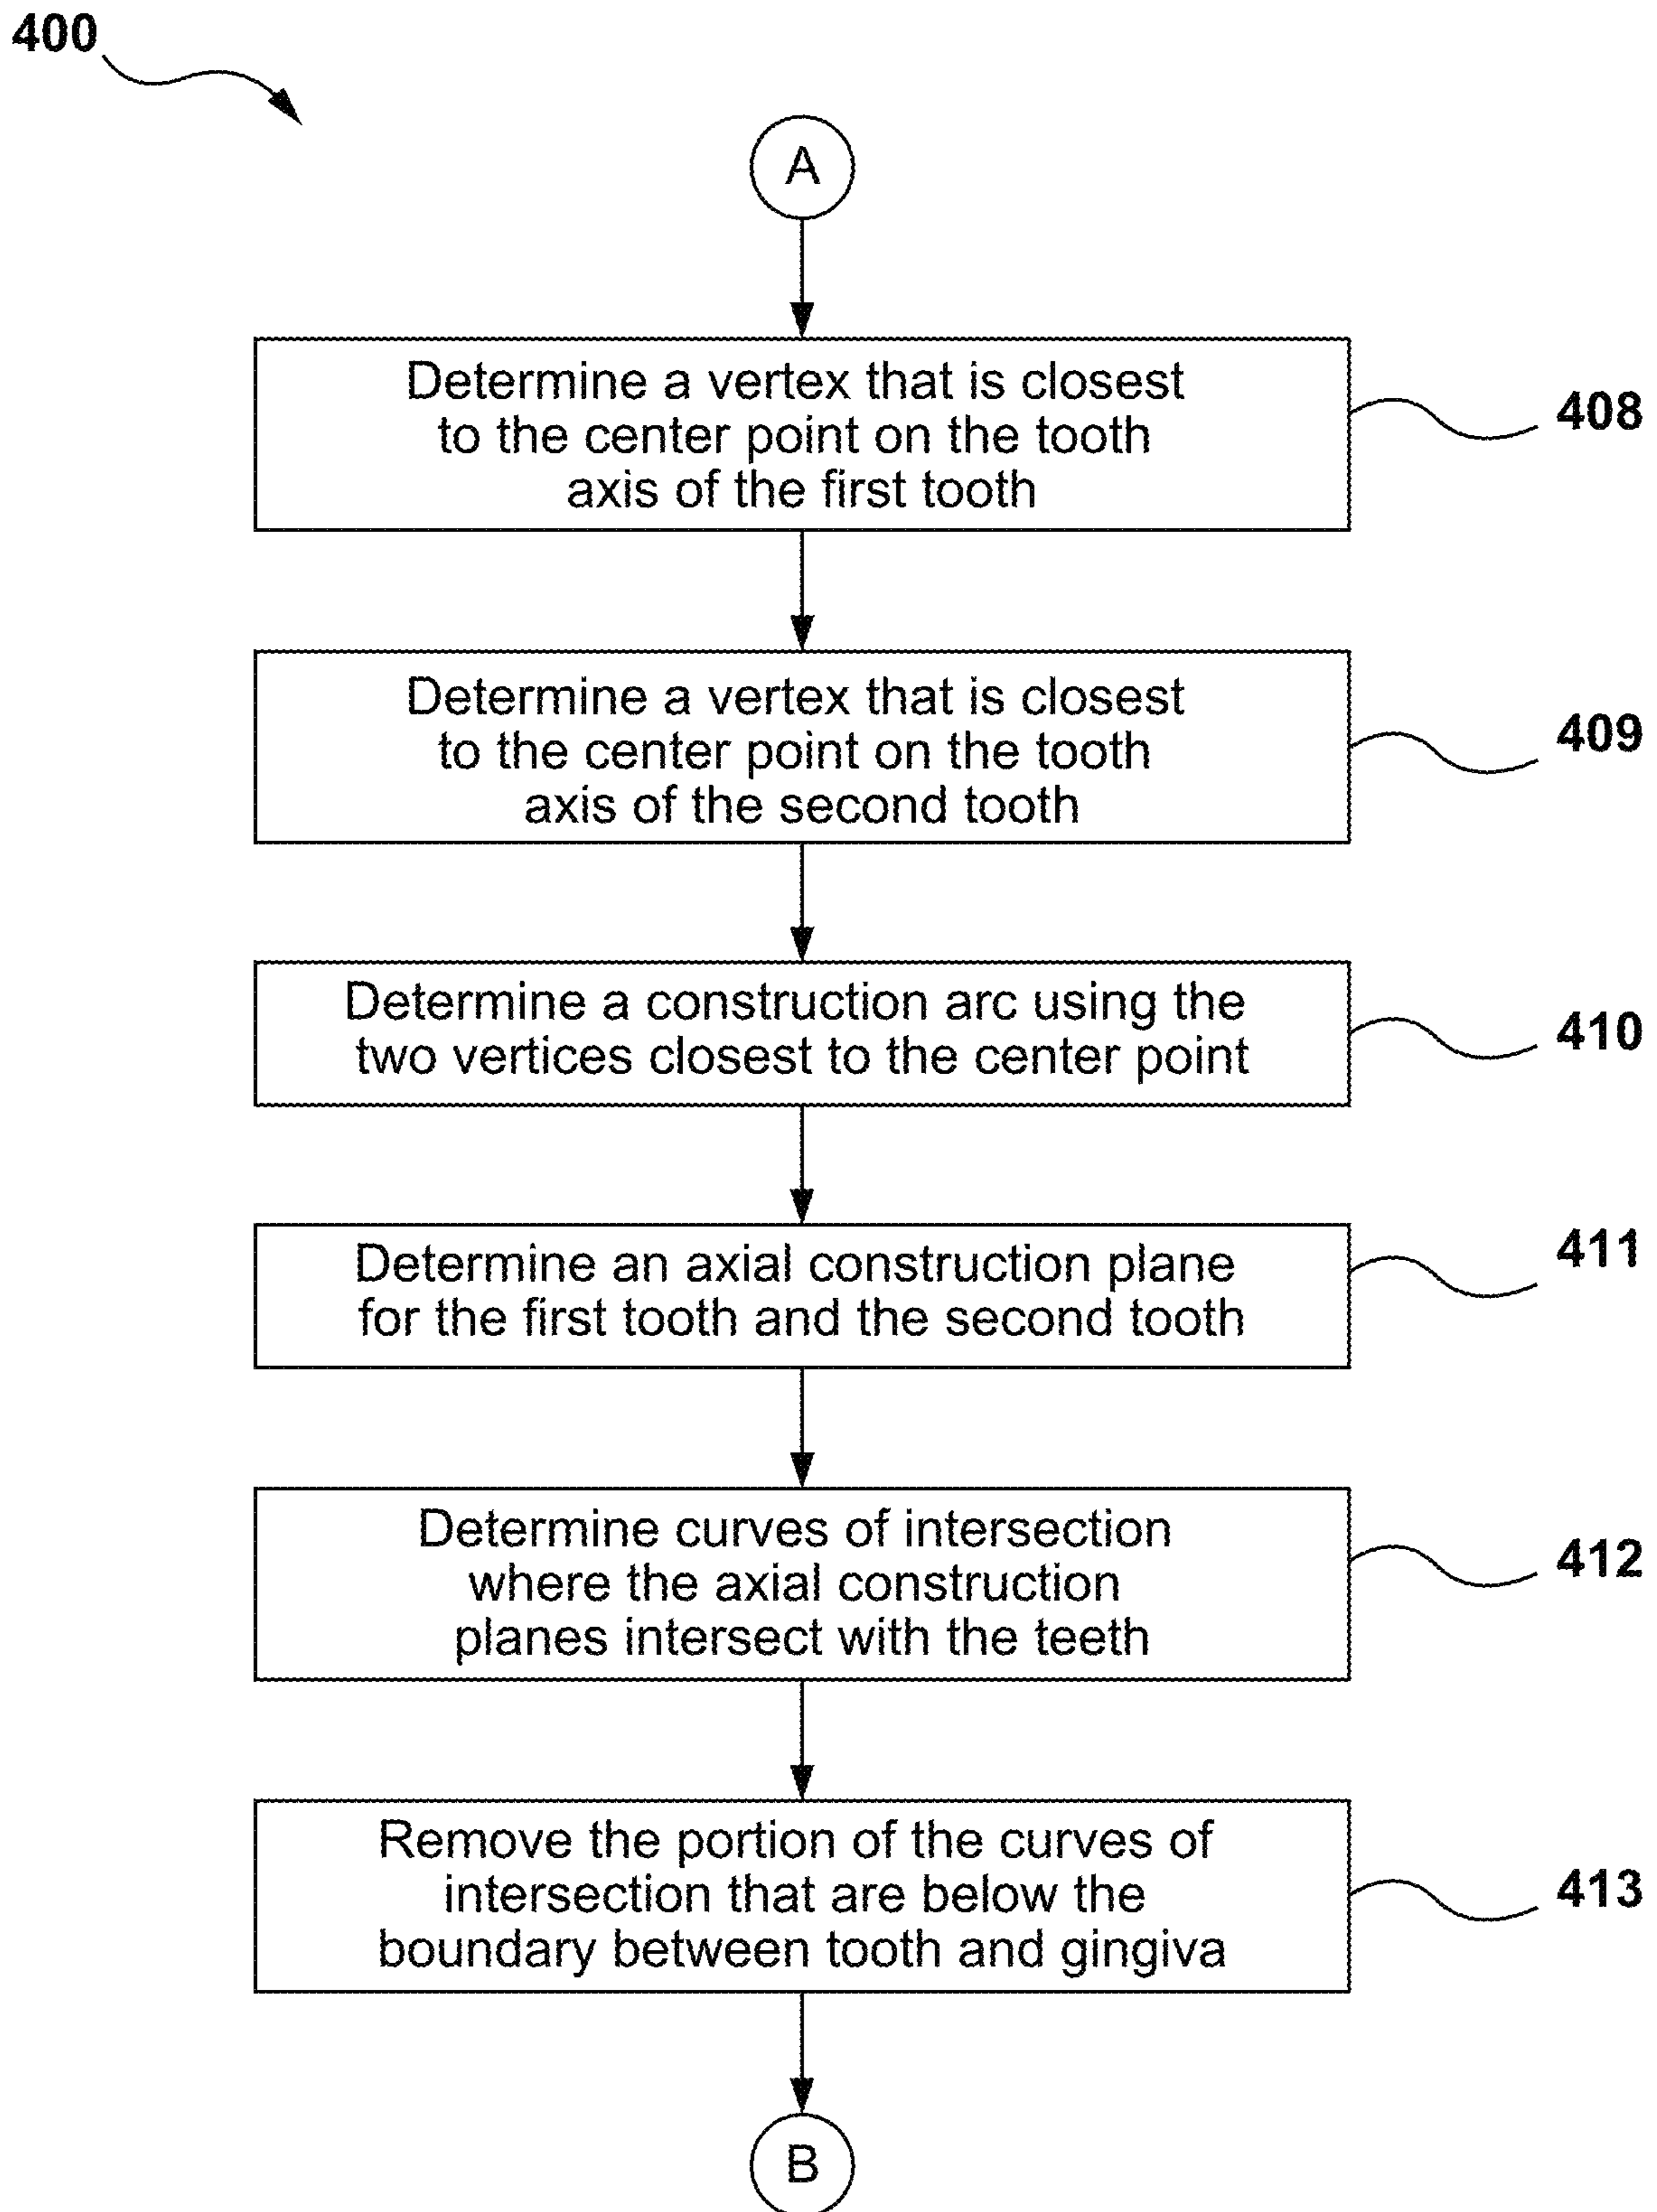 400
A
Determine a vertex that is closest
to the center point on the tooth
axis of the first tooth
408
Determine a vertex that is closest
to the center point on the tooth
axis of the second tooth
409
Determine a construction arc using the
two vertices closest to the center point
410
Determine an axial construction plane
for the first tooth and the second tooth
411
Determine curves of intersection
where the axial construction
planes intersect with the teeth
412
Remove the portion of the curves of
intersection that are below the
boundary between tooth and gingiva
413
B